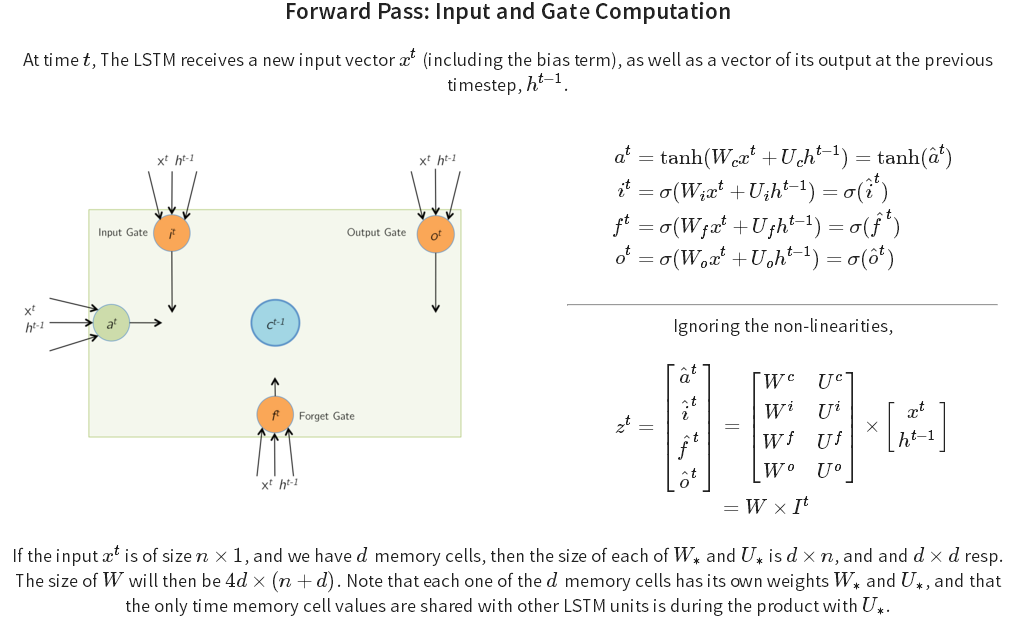 Forward Pass: Input and Gate Computation
At time t, The LSTM receives a new input vector x^t (including the bias term), as well as a vector of its output at the previous
timestep, h^{t−1}.
x^t h^{t-1}
x^t h^{t-1}
Input Gate
i^t
Output Gate
o^t
x^t
h^{t-1}
a^t
c^{t-1}
f^t
Forget Gate
x^t h^{t-1}
a^t = tanh(W_c x^t + U_c h^{t−1}) = tanh(â^t)
i^t = σ(W_i x^t + U_i h^{t−1}) = σ(î^t)
f^t = σ(W_f x^t + U_f h^{t−1}) = σ(f̂^t)
o^t = σ(W_o x^t + U_o h^{t−1}) = σ(ô^t)
Ignoring the non-linearities,
z^t = [â^t î^t f̂^t ô^t] = [W^c U^c W^i U^i W^f U^f W^o U^o] × [x^t h^{t−1}]
= W × I^t
If the input x^t is of size n × 1, and we have d memory cells, then the size of each of W_* and U_* is d × n, and and d × d resp.
The size of W will then be 4d × (n + d). Note that each one of the d memory cells has its own weights W_* and U_*, and that
the only time memory cell values are shared with other LSTM units is during the product with U_*.